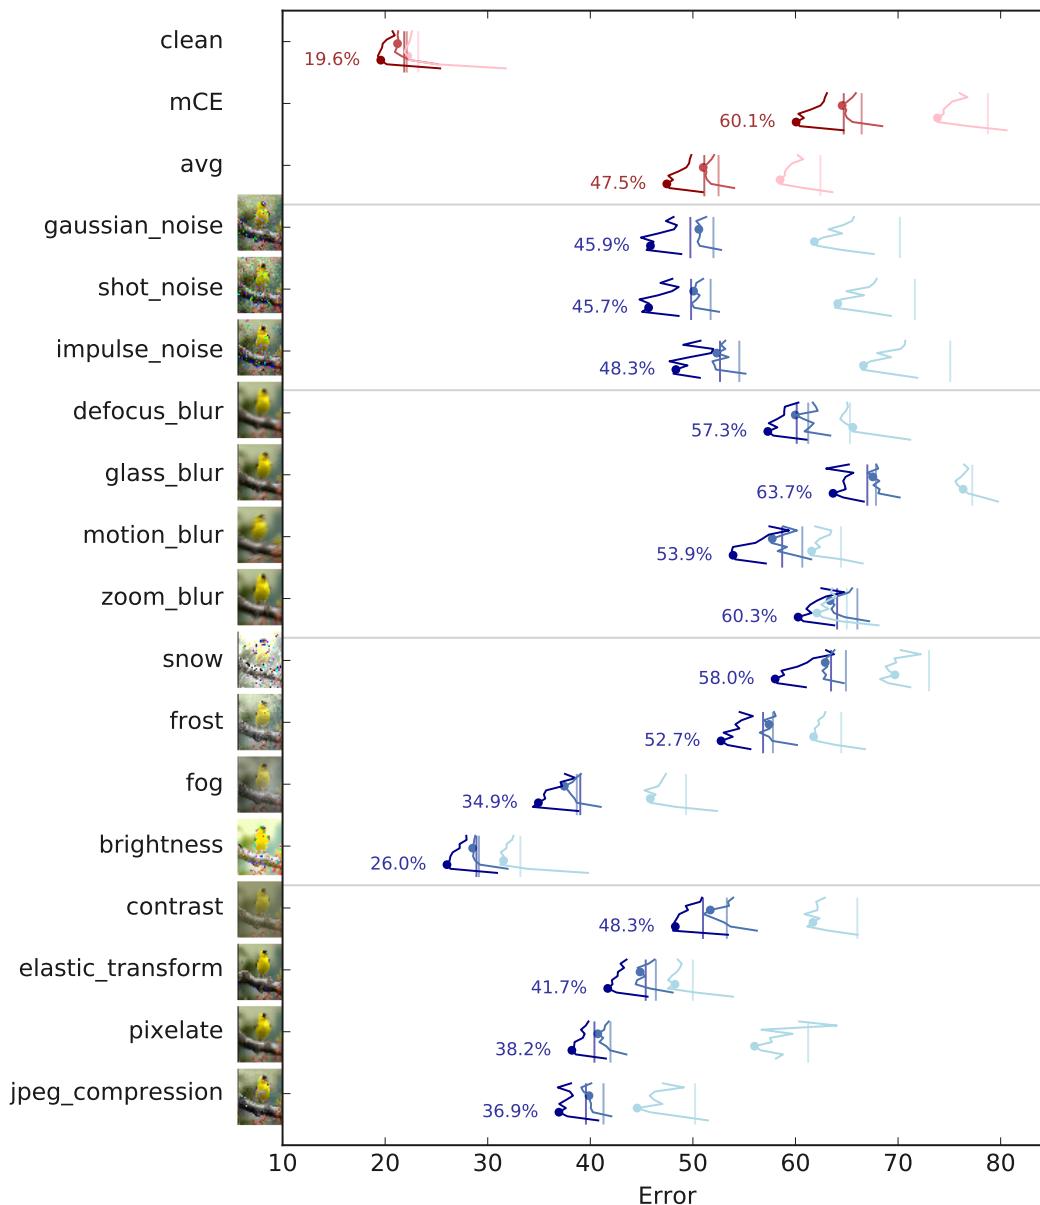 clean
19.6%
mCE
60.1%
avg
47.5%
gaussian_noise
45.9%
shot_noise
45.7%
impulse_noise
48.3%
defocus_blur
57.3%
glass_blur
63.7%
motion_blur
53.9%
zoom_blur
60.3%
snow
58.0%
frost
52.7%
fog
34.9%
brightness
26.0%
contrast
48.3%
elastic_transform
41.7%
pixelate
38.2%
jpeg_compression
36.9%
10 20 30 40 50 60 70 80
Error